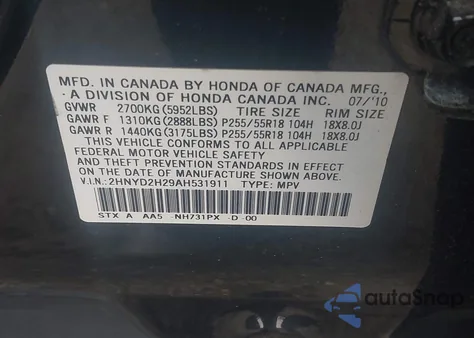 MFD. IN CANADA BY HONDA OF CANADA MFG.,
A DIVISION OF HONDA CANADA INC. 07/'10
GVWR 2700KG(5952LBS) TIRE SIZE RIM SIZE
GAWR F 1310KG(2888LBS) P255/55R18 104H 18X8.0J
GAWR R 1440KG(3175LBS) P255/55R18 104H 18X8.0J
THIS VEHICLE CONFORMS TO ALL APPLICABLE
FEDERAL MOTOR VEHICLE SAFETY, BUMPER,
AND THEFT PREVENTION STANDARDS IN EFFECT
ON THE DATE OF MANUFACTURE SHOWN ABOVE.
V.I.N.: 2HNYD2H29AH531911 TYPE: MPV
STX A AA5 NH731PX -D-00
autoSnap